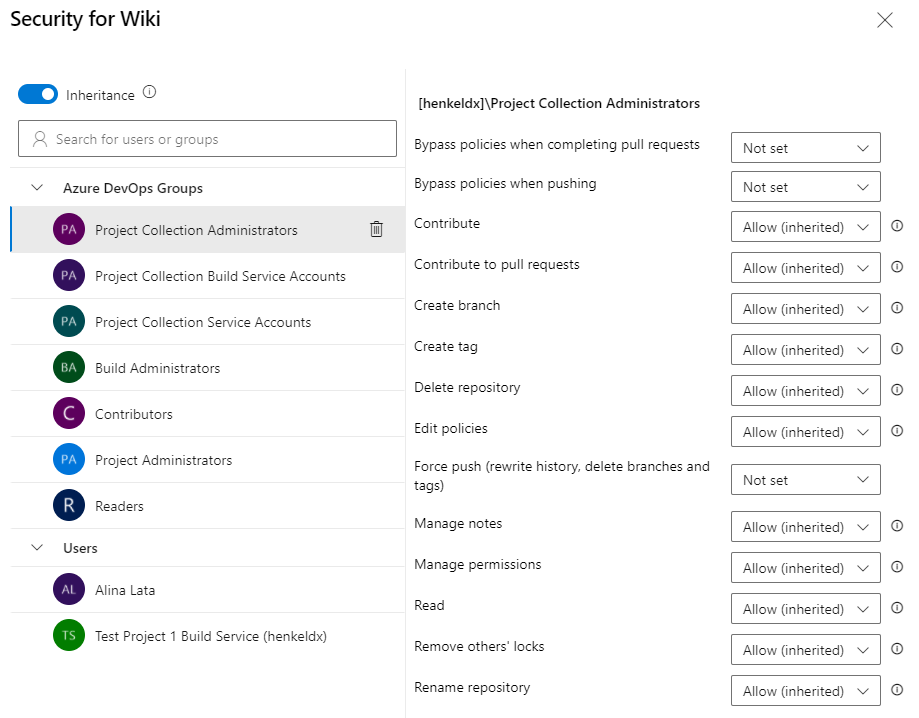 Security for Wiki
Inheritance
Search for users or groups
Azure DevOps Groups
PA Project Collection Administrators
PA Project Collection Build Service Accounts
PA Project Collection Service Accounts
BA Build Administrators
C Contributors
PA Project Administrators
R Readers
Users
AL Alina Lata
TS Test Project 1 Build Service (henkeldx)
[henkeldx]\Project Collection Administrators
Bypass policies when completing pull requests Not set
Bypass policies when pushing Not set
Contribute Allow (inherited)
Contribute to pull requests Allow (inherited)
Create branch Allow (inherited)
Create tag Allow (inherited)
Delete repository Allow (inherited)
Edit policies Allow (inherited)
Force push (rewrite history, delete branches and
tags) Not set
Manage notes Allow (inherited)
Manage permissions Allow (inherited)
Read Allow (inherited)
Remove others' locks Allow (inherited)
Rename repository Allow (inherited)